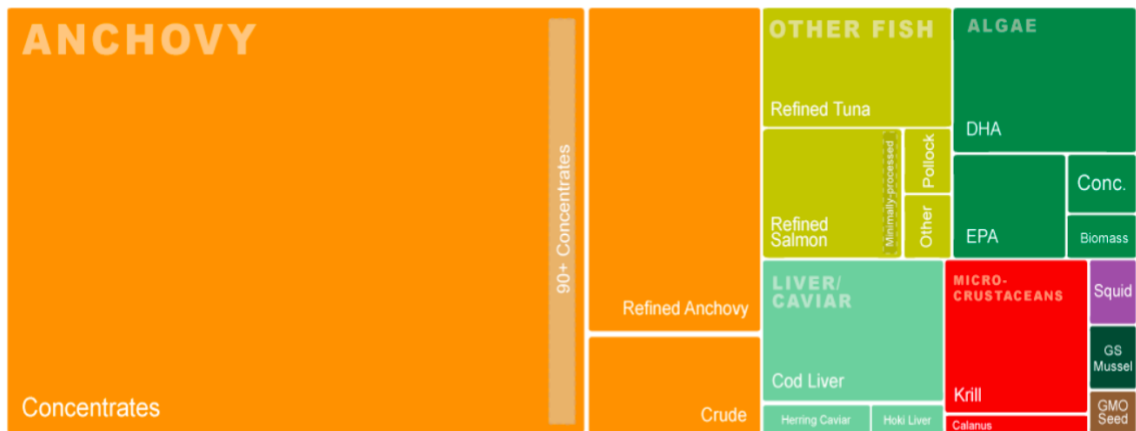 ANCHOVY
90+ Concentrates
Concentrates
Refined Anchovy
Crude
OTHER FISH
Refined Tuna
Refined
Salmon
Minimally-processed
Pollock
Other
ALGAE
DHA
EPA
Conc.
Biomass
LIVER/
CAVIAR
Cod Liver
Herring Caviar
Hoki Liver
MICRO-
CRUSTACEANS
Krill
Calanus
Squid
GS
Mussel
GMO
Seed